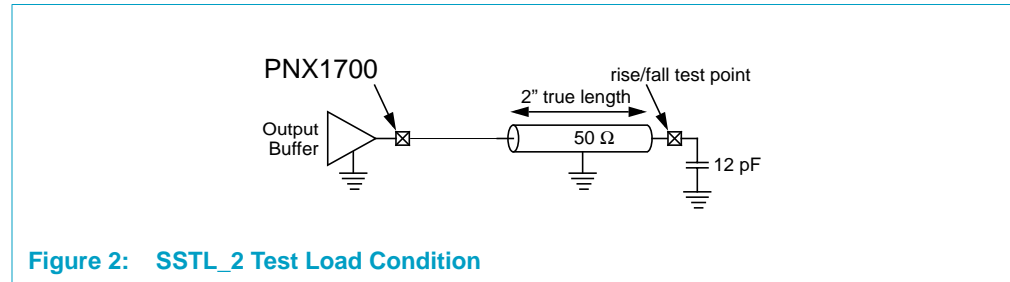 PNX1700
rise/fall test point
2" true length
Output
Buffer
50 Ω
12 pF
Figure 2: SSTL_2 Test Load Condition